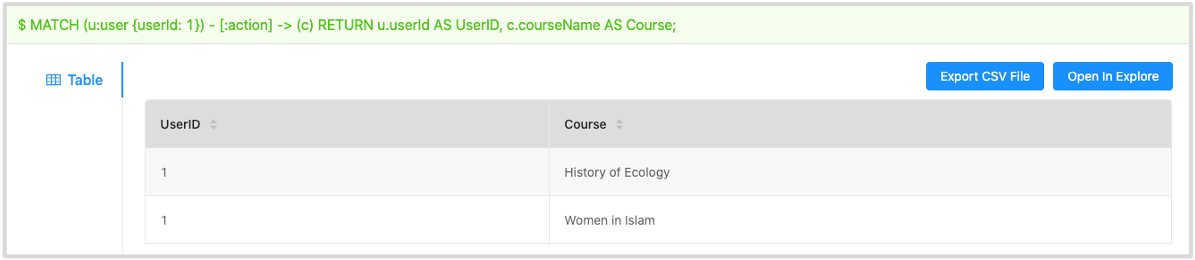 $ MATCH (u:user {userId: 1}) - [:action] -> (c) RETURN u.userId AS UserID, c.courseName AS Course;
Table
Export CSV File
Open In Explore
UserID
Course
1
History of Ecology
1
Women in Islam